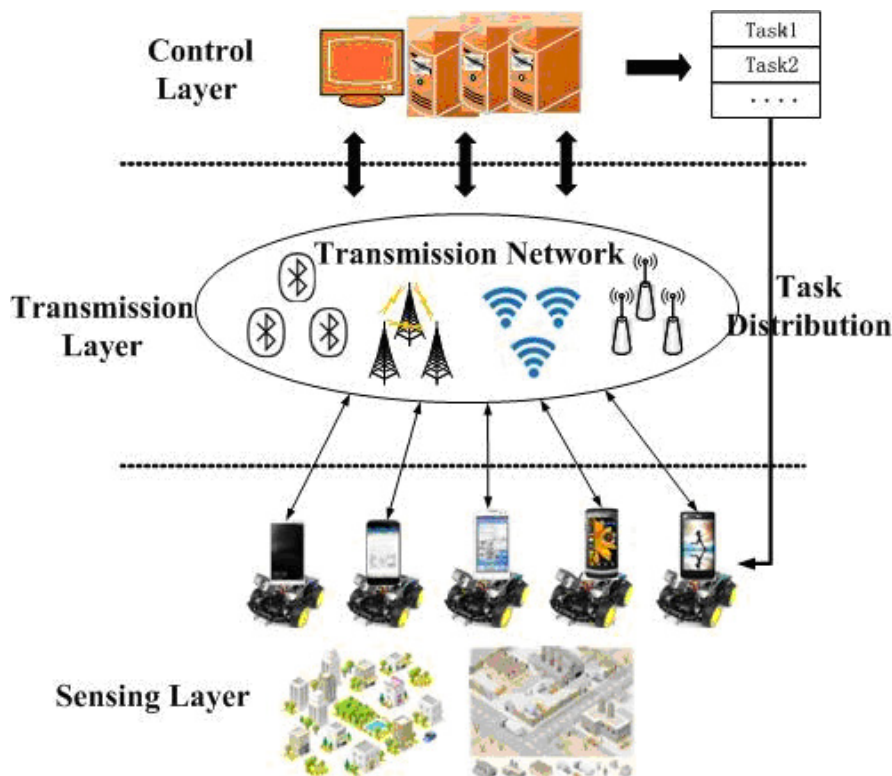 Control
Layer
Task1
Task2
....
Transmission Network
Transmission
Layer
Task
Distribution
Sensing Layer